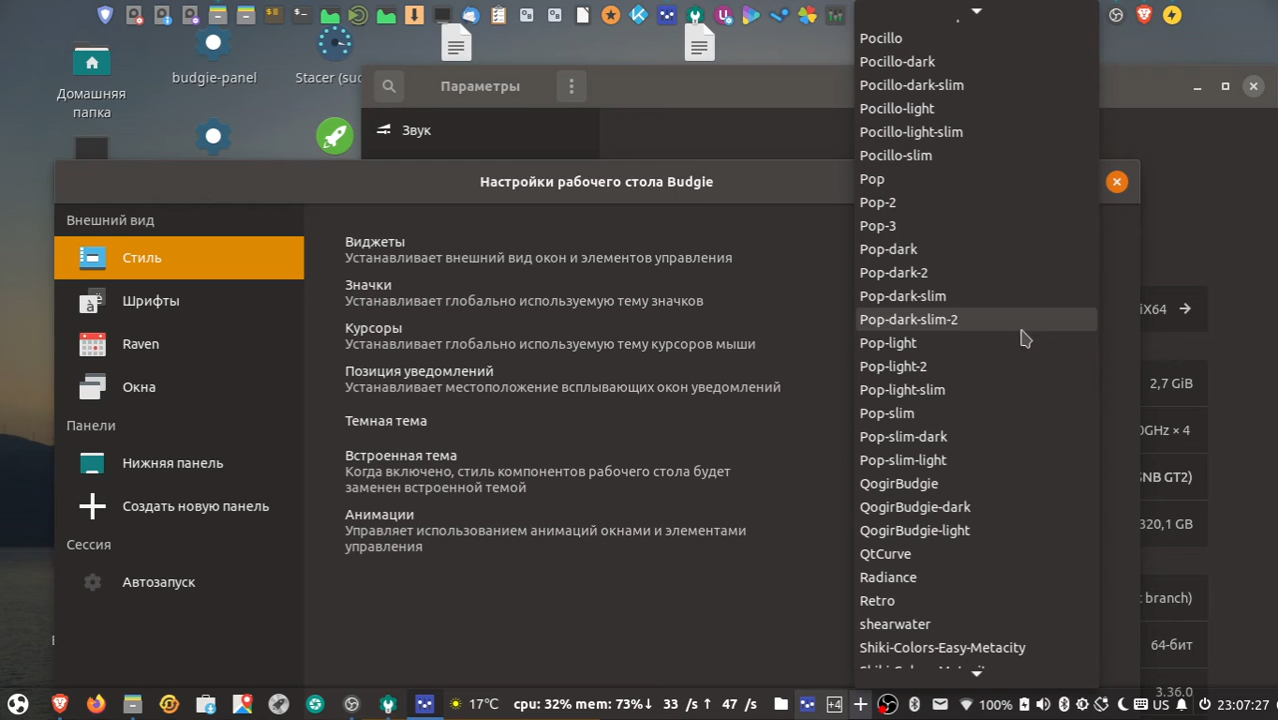 budgie-panel
Stacer (suc
Домашняя
папка
Параметры
Звук
Настройки рабочего стола Budgie
Внешний вид
Стиль
Шрифты
Raven
Окна
Панели
Нижняя панель
Создать новую панель
Сессия
Автозапуск
Виджеты
Устанавливает внешний вид окон и элементов управления
Значки
Устанавливает глобально используемую тему значков
Курсоры
Устанавливает глобально используемую тему курсоров мыши
Позиция уведомлений
Устанавливает местоположение всплывающих окон уведомлений
Темная тема
Встроенная тема
Когда включено, стиль компонентов рабочего стола будет
заменен встроенной темой
Анимации
Управляет использованием анимаций окнами и элементами
управления
Pocillo
Pocillo-dark
Pocillo-dark-slim
Pocillo-light
Pocillo-light-slim
Pocillo-slim
Pop
Pop-2
Pop-3
Pop-dark
Pop-dark-2
Pop-dark-slim
Pop-dark-slim-2
Pop-light
Pop-light-2
Pop-light-slim
Pop-slim
Pop-slim-dark
Pop-slim-light
QogirBudgie
QogirBudgie-dark
QogirBudgie-light
QtCurve
Radiance
Retro
shearwater
Shiki-Colors-Easy-Metacity
iX64
2,7 GiB
0GHz × 4
SNB GT2)
320,1 GB
t branch)
64-бит
3.36.0
17°C
cpu: 32% mem: 73%↓ 33 /s ↑ 47 /s
+4
100%
US
23:07:27